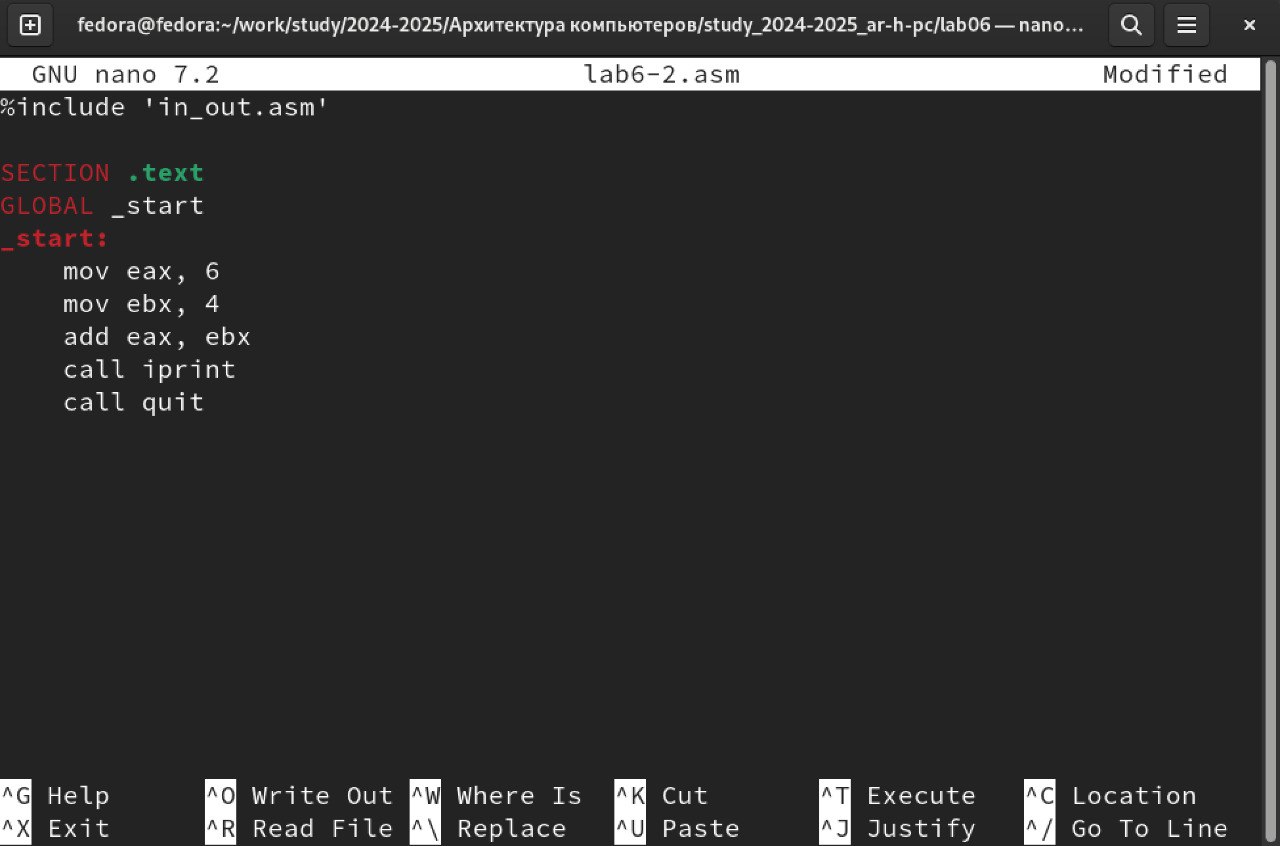 fedora@fedora:~/work/study/2024-2025/Архитектура компьютеров/study_2024-2025_ar-h-pc/lab06 — nano...
GNU nano 7.2 lab6-2.asm Modified
%include 'in_out.asm'
SECTION .text
GLOBAL _start
_start:
mov eax, 6
mov ebx, 4
add eax, ebx
call iprint
call quit
^G Help ^O Write Out ^W Where Is ^K Cut ^T Execute ^C Location
^X Exit ^R Read File ^\ Replace ^U Paste ^J Justify ^/ Go To Line